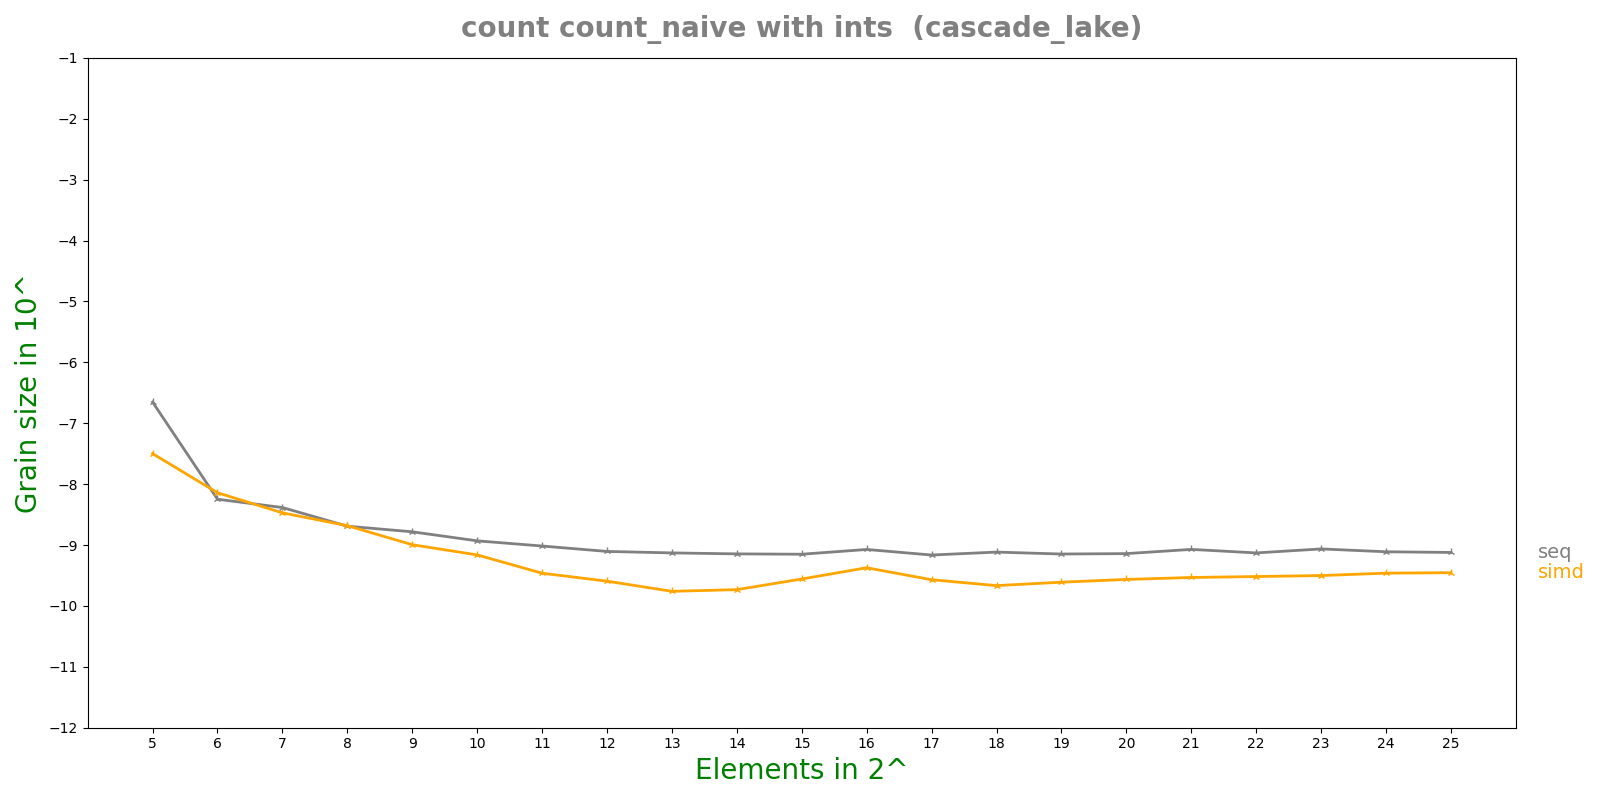 count count_naive with ints  (cascade_lake)
Grain size in 10^
−1
−2
−3
−4
−5
−6
−7
−8
−9
−10
−11
−12
seq
simd
5 6 7 8 9 10 11 12 13 14 15 16 17 18 19 20 21 22 23 24 25
Elements in 2^